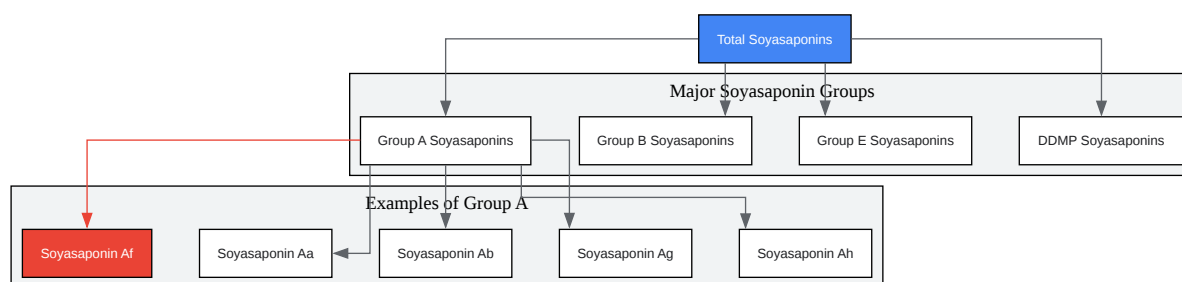 Total Soyasaponins
Major Soyasaponin Groups
Group A Soyasaponins
Group B Soyasaponins
Group E Soyasaponins
DDMP Soyasaponins
Examples of Group A
Soyasaponin Af
Soyasaponin Aa
Soyasaponin Ab
Soyasaponin Ag
Soyasaponin Ah